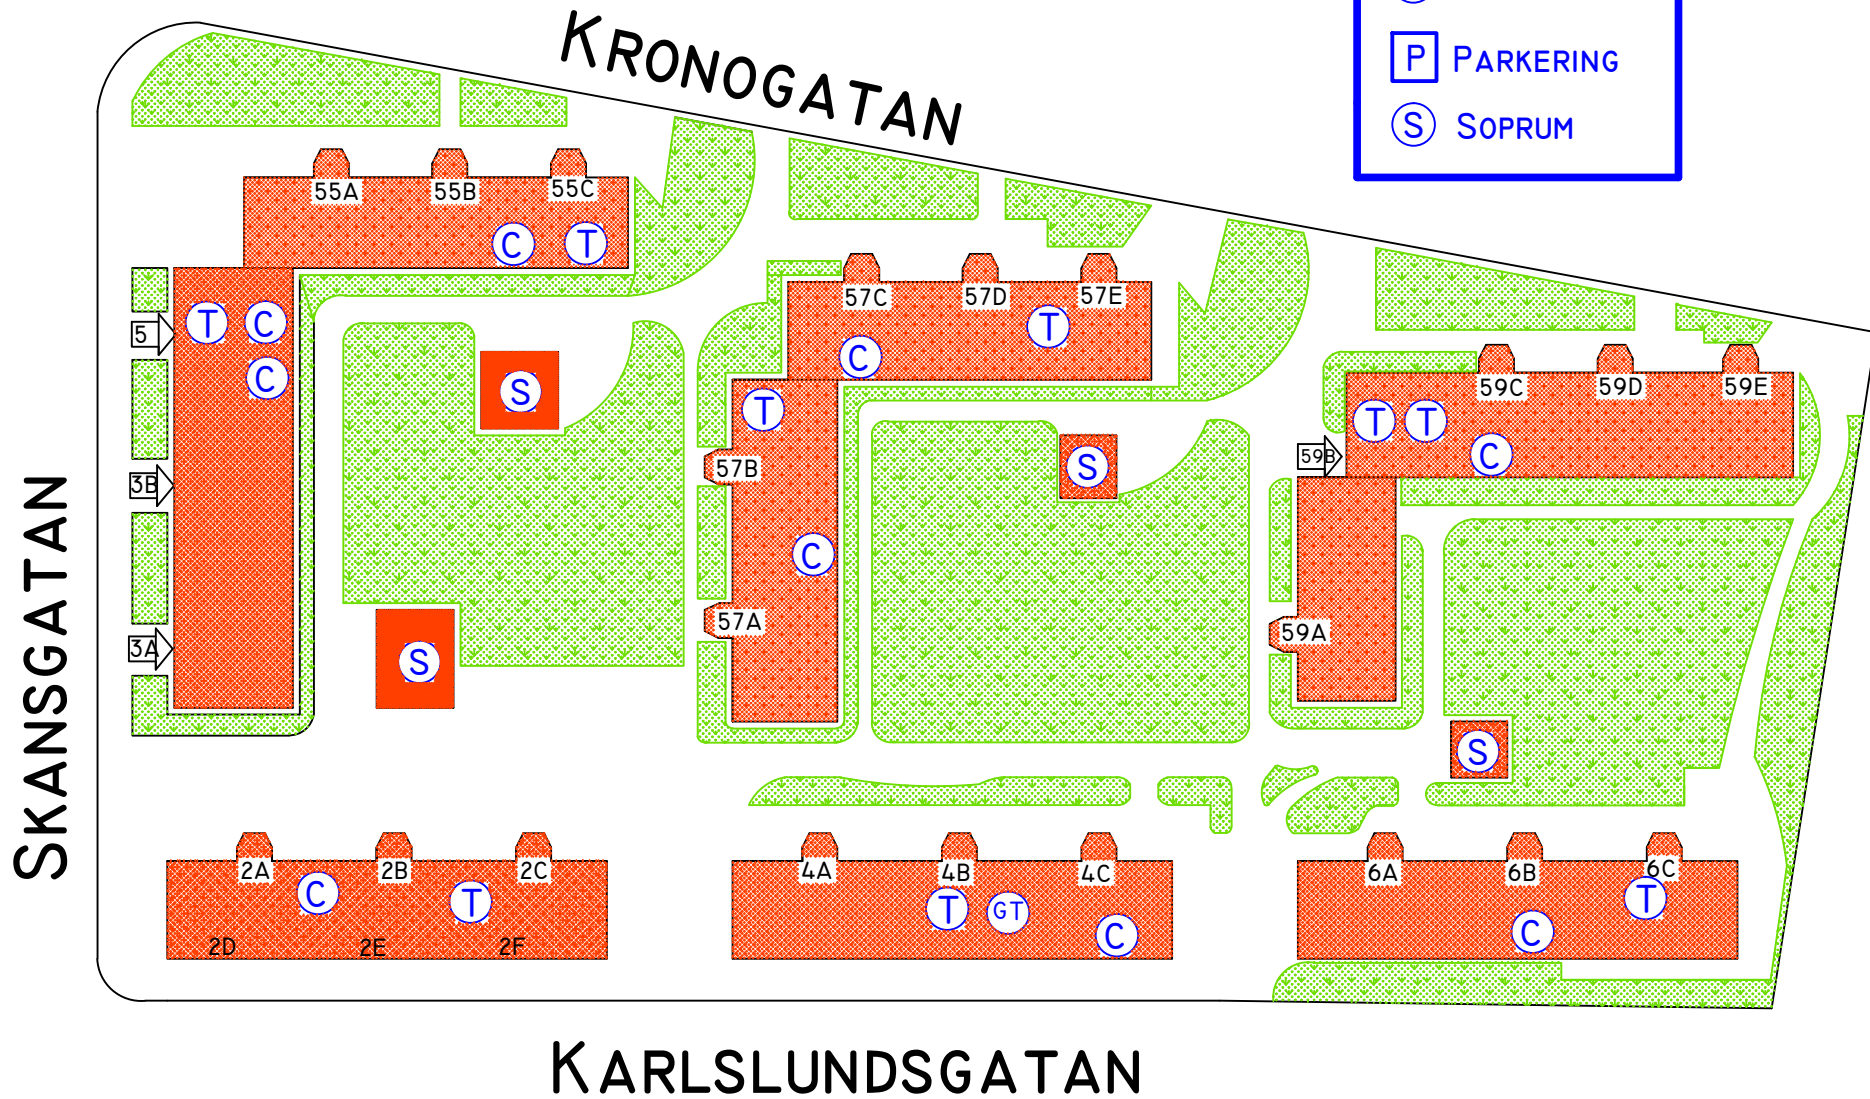 KRONOGATAN
P PARKERING
S SOPRUM
55A 55B 55C
C T
57C 57D 57E
T C
5
T C
C
C T
59C 59D 59E
S
T
T T C
59B
57B
S
3B
C
57A
59A
3A
S
S
SKANSGATAN
2A 2B 2C
C T
2D 2E 2F
4A 4B 4C
T GT C
6A 6B 6C
T
C
KARLSLUNDSGATAN